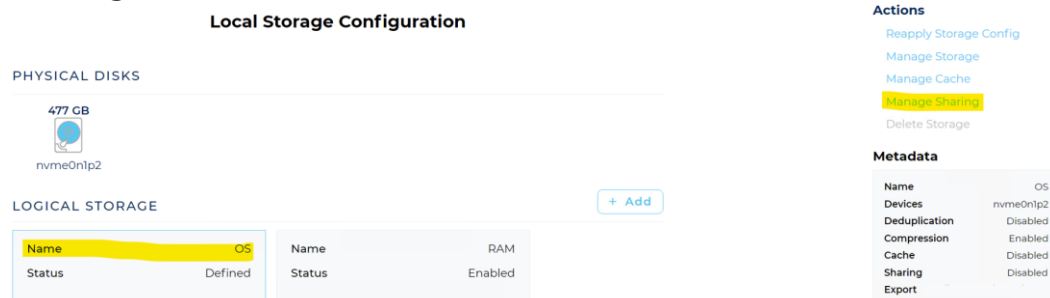 Local Storage Configuration
PHYSICAL DISKS
477 GB
nvme0n1p2
LOGICAL STORAGE
+ Add
Name OS
Status Defined
Name RAM
Status Enabled
Actions
Reapply Storage Config
Manage Storage
Manage Cache
Manage Sharing
Delete Storage
Metadata
Name OS
Devices nvme0n1p2
Deduplication Disabled
Compression Enabled
Cache Disabled
Sharing Disabled
Export